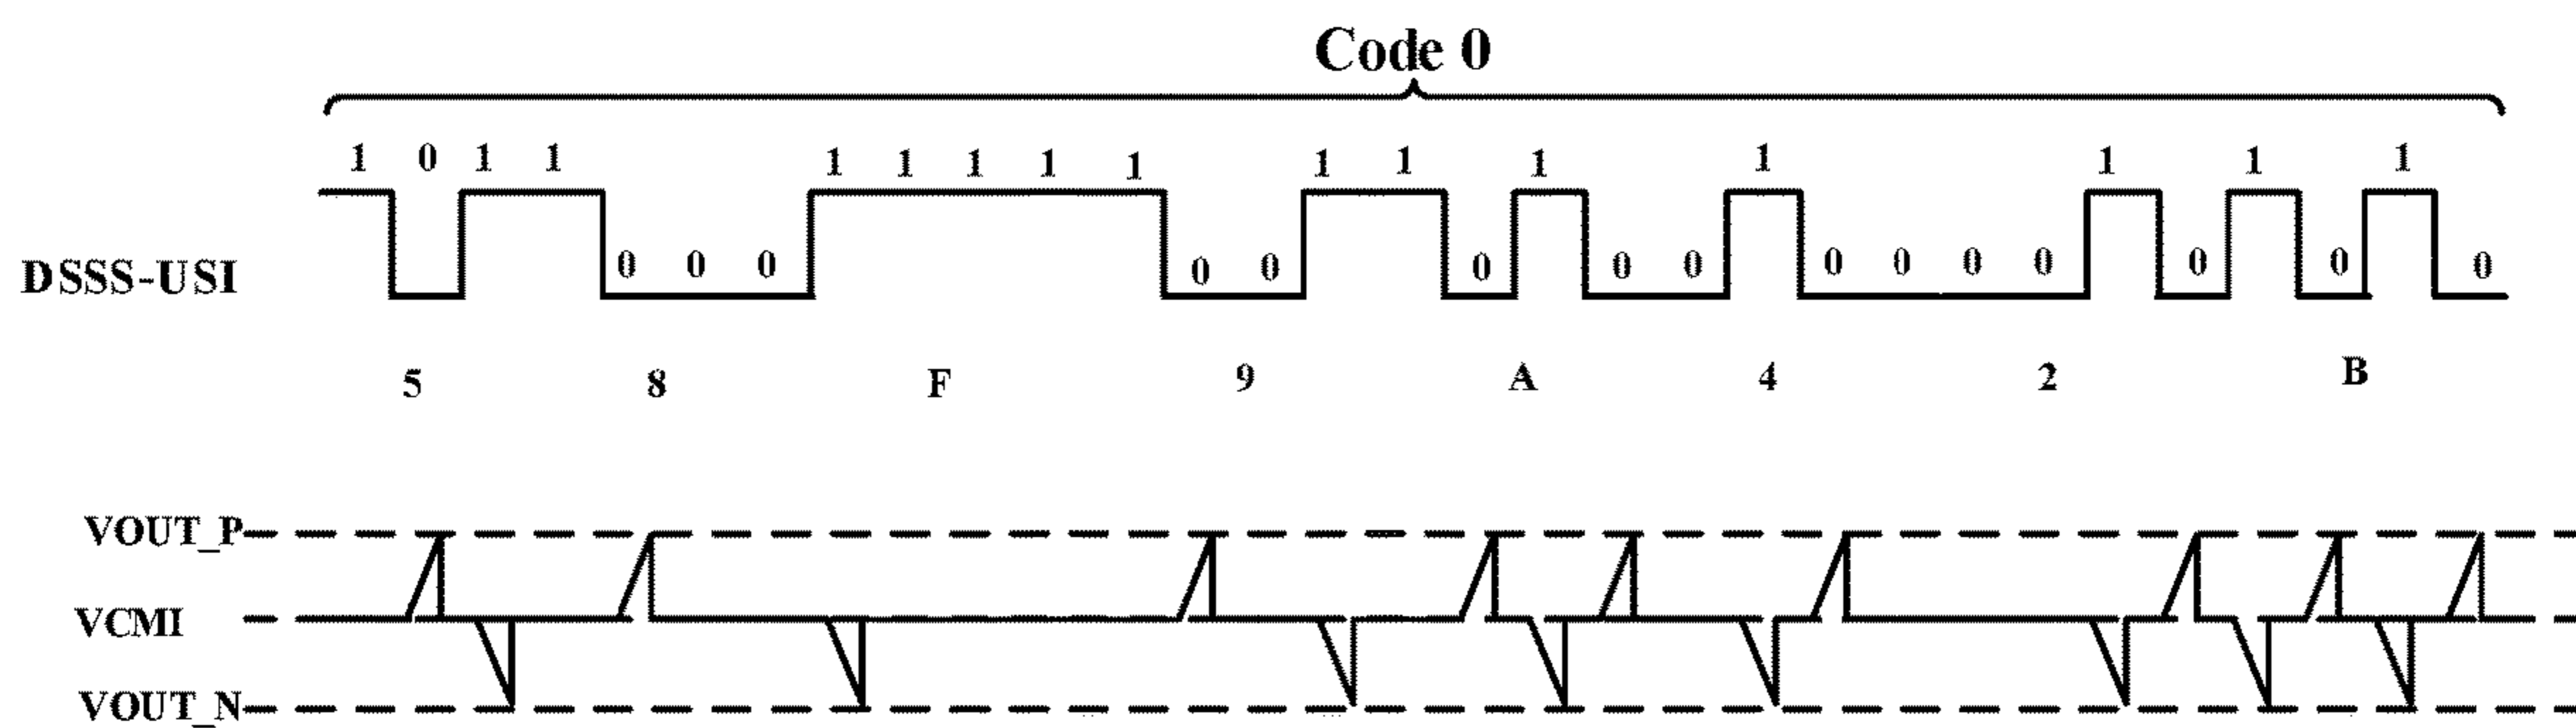 Code 0
1 0 1 1 1 1 1 1 1 1 1 1 1 1 1 1
DSSS-USI 0 0 0 0 0 0 0 0 0 0 0 0 0 0 0
5 8 F 9 A 4 2 B
VOUT_P
VCMI
VOUT_N